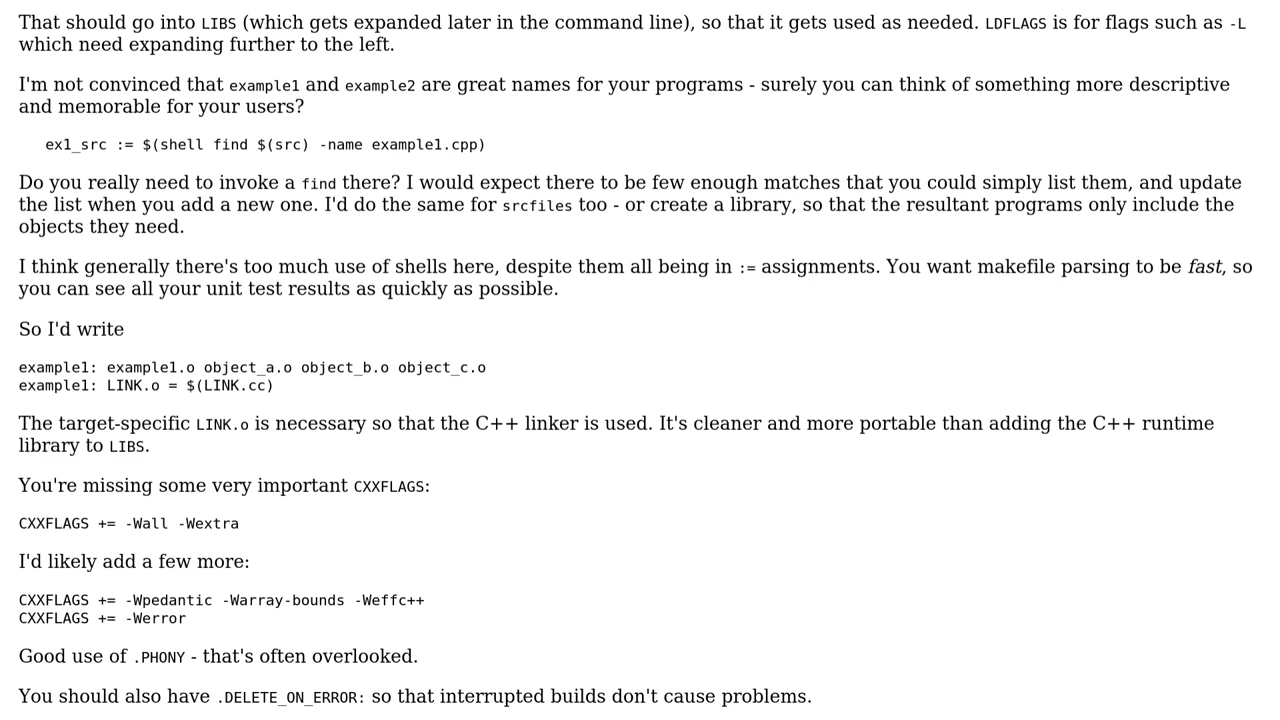 That should go into LIBS (which gets expanded later in the command line), so that it gets used as needed. LDFLAGS is for flags such as -L
which need expanding further to the left.
I'm not convinced that example1 and example2 are great names for your programs - surely you can think of something more descriptive
and memorable for your users?
ex1_src := $(shell find $(src) -name example1.cpp)
Do you really need to invoke a find there? I would expect there to be few enough matches that you could simply list them, and update
the list when you add a new one. I'd do the same for srcfiles too - or create a library, so that the resultant programs only include the
objects they need.
I think generally there's too much use of shells here, despite them all being in := assignments. You want makefile parsing to be fast, so
you can see all your unit test results as quickly as possible.
So I'd write
example1: example1.o object_a.o object_b.o object_c.o
example1: LINK.o = $(LINK.cc)
The target-specific LINK.o is necessary so that the C++ linker is used. It's cleaner and more portable than adding the C++ runtime
library to LIBS.
You're missing some very important CXXFLAGS:
CXXFLAGS += -Wall -Wextra
I'd likely add a few more:
CXXFLAGS += -Wpedantic -Warray-bounds -Weffc++
CXXFLAGS += -Werror
Good use of .PHONY - that's often overlooked.
You should also have .DELETE_ON_ERROR: so that interrupted builds don't cause problems.